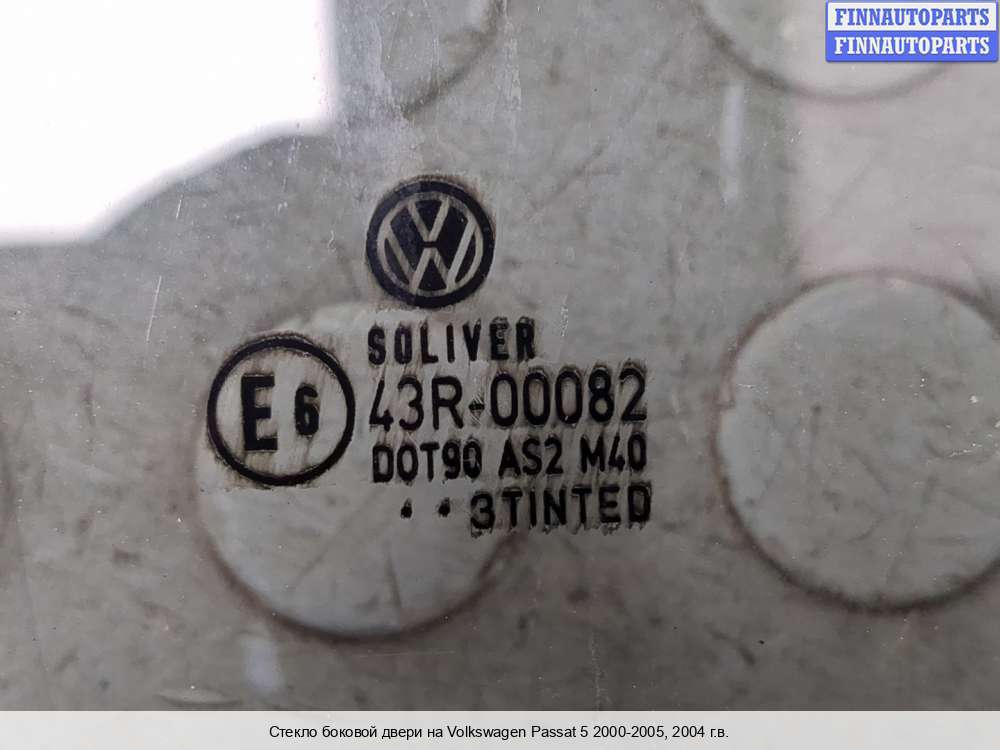 FINNAUTOPARTS
FINNAUTOPARTS
SOLIVER
E6
43R-00082
DOT90 AS2 M40
• • 3TINTED
Стекло боковой двери на Volkswagen Passat 5 2000-2005, 2004 г.в.